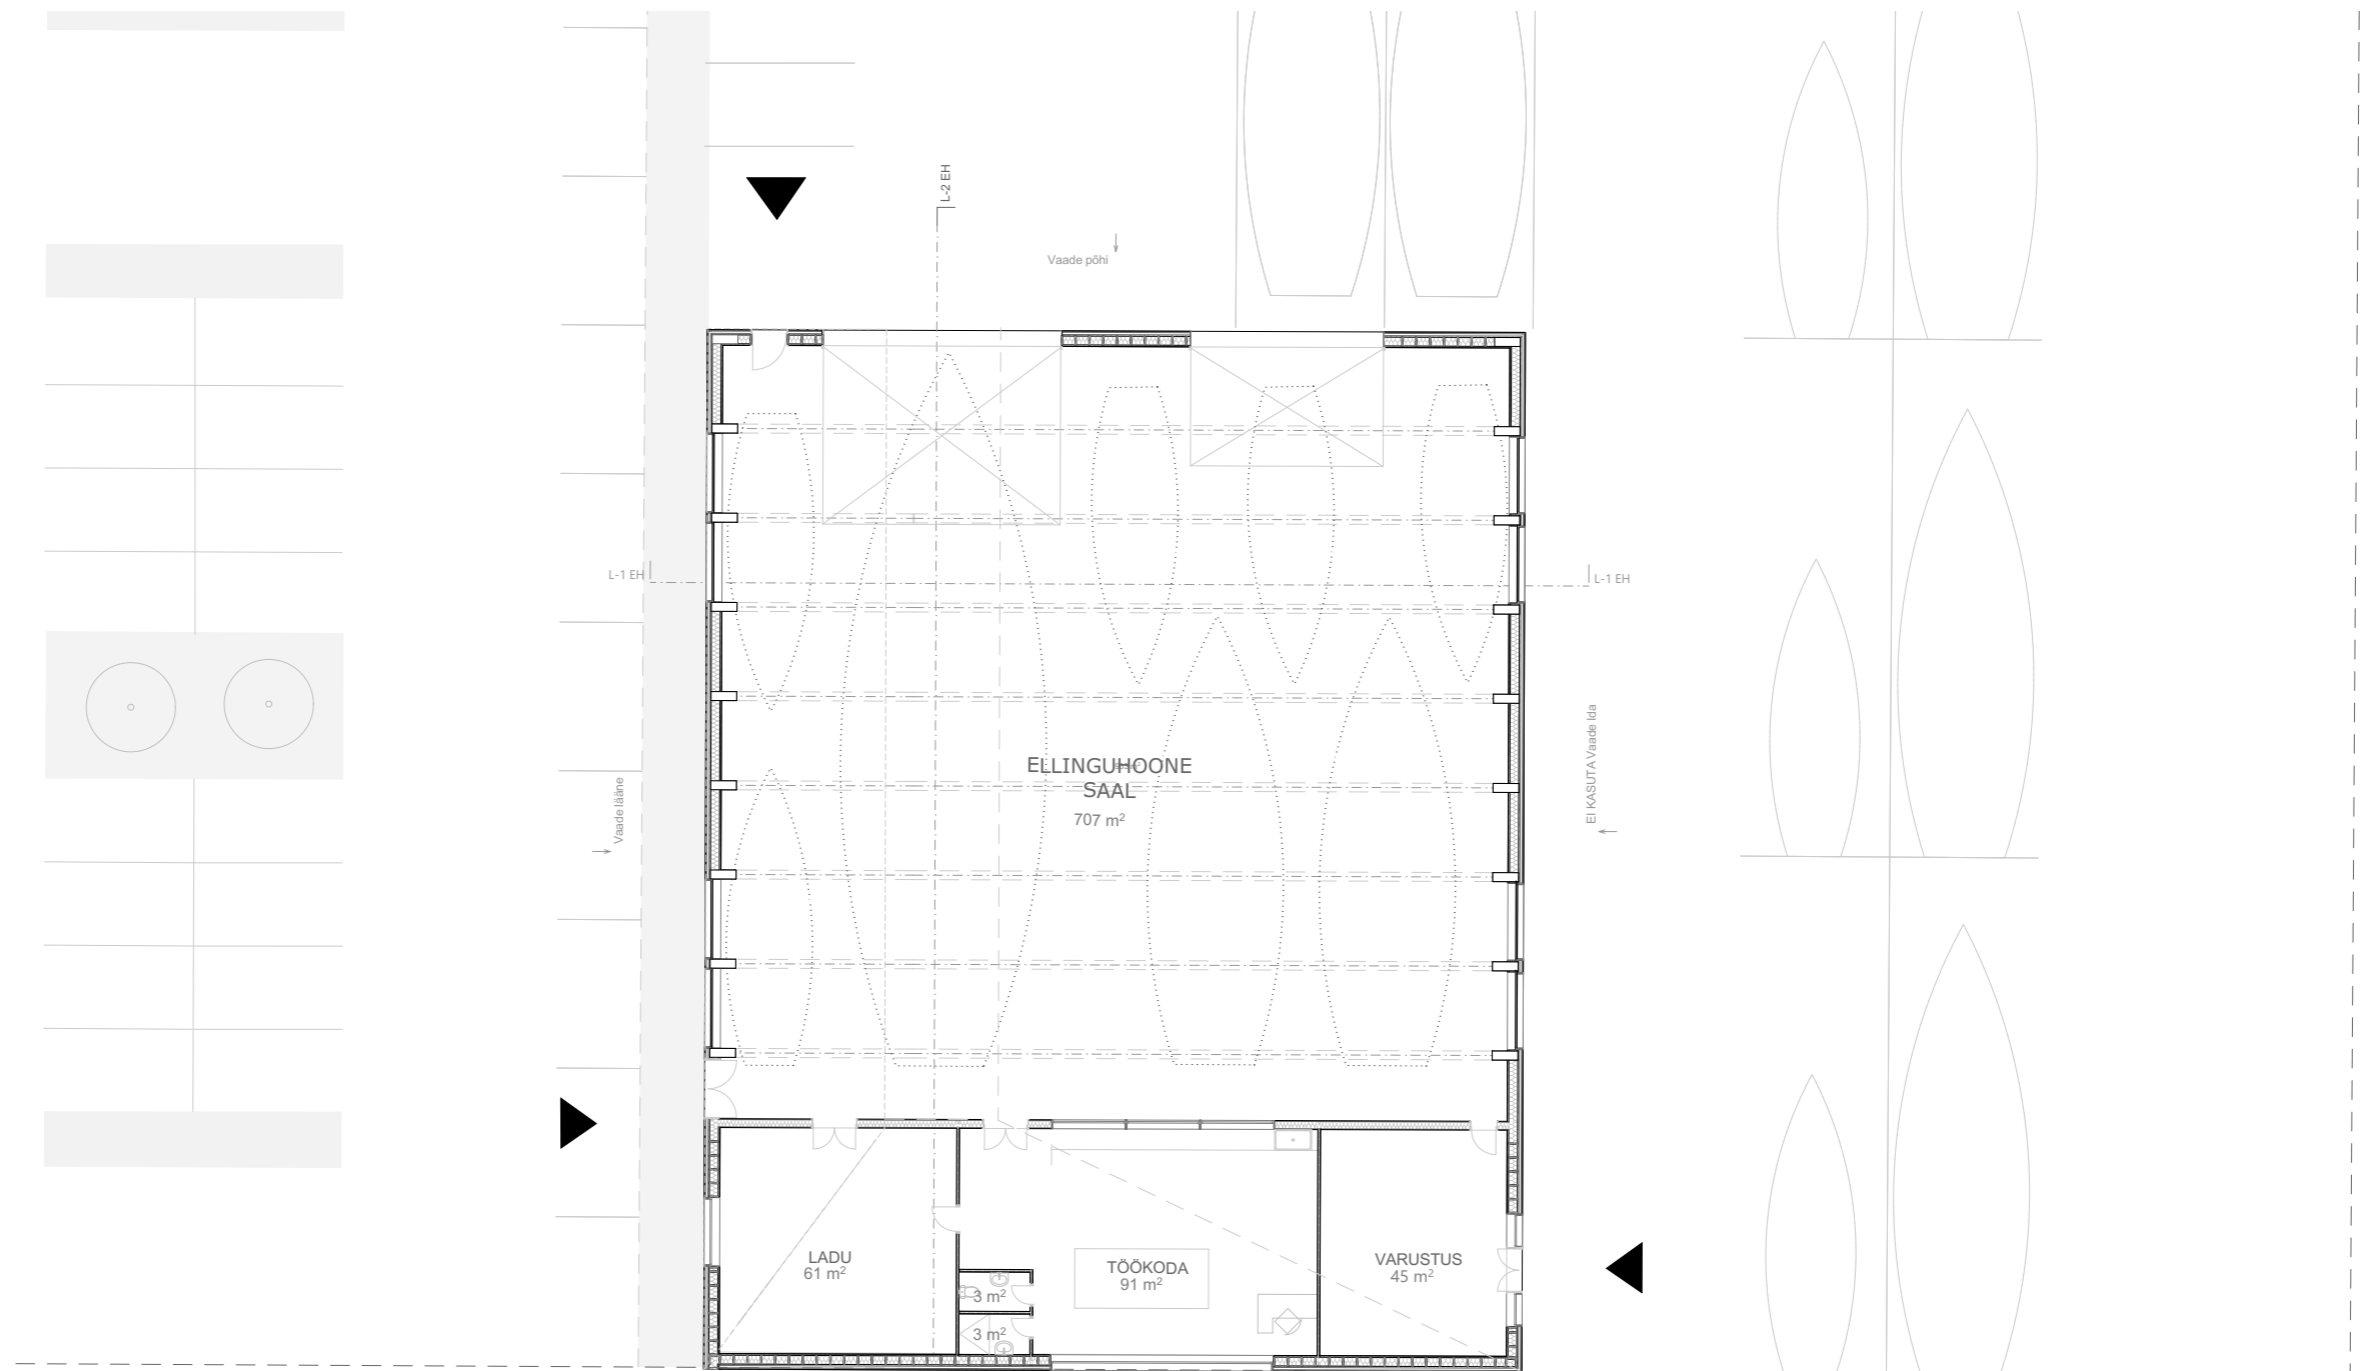 L-2 EH
Vaade põhi
L-1 EH
L-1 EH
Vaade lääne
EI KASUTA Vaade Ida
ELLINGUHOONE
SAAL
707 m²
LADU
61 m²
3 m²
3 m²
TÖÖKODA
91 m²
VARUSTUS
45 m²